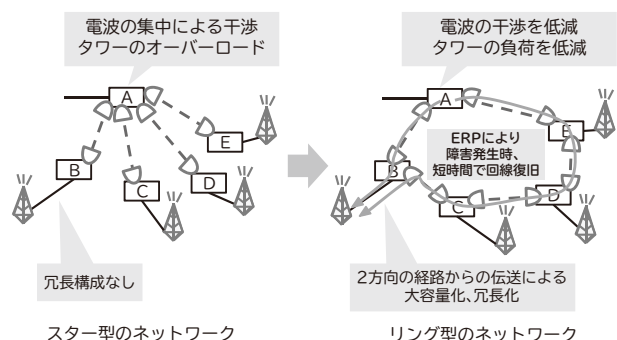 電波の集中による干渉
タワーのオーバーロード
A
B
C
D
E
冗長構成なし
スター型のネットワーク
電波の干渉を低減
タワーの負荷を低減
A
E
ERPにより
障害発生時、
短時間で回線復旧
B
C
D
2方向の経路からの伝送による
大容量化、冗長化
リング型のネットワーク